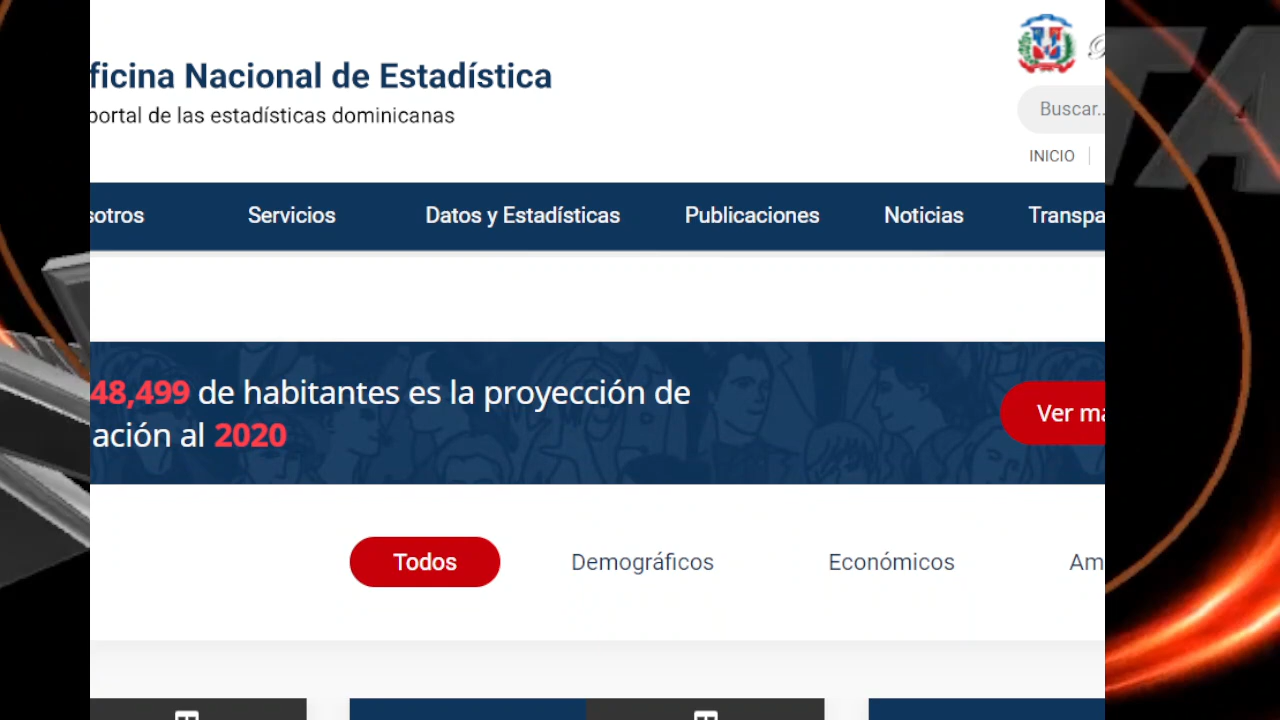 ficina Nacional de Estadística
portal de las estadísticas dominicanas
Buscar..
INICIO
sotros Servicios Datos y Estadísticas Publicaciones Noticias Transpa
48,499 de habitantes es la proyección de
ación al 2020
Ver má
Todos Demográficos Económicos Am